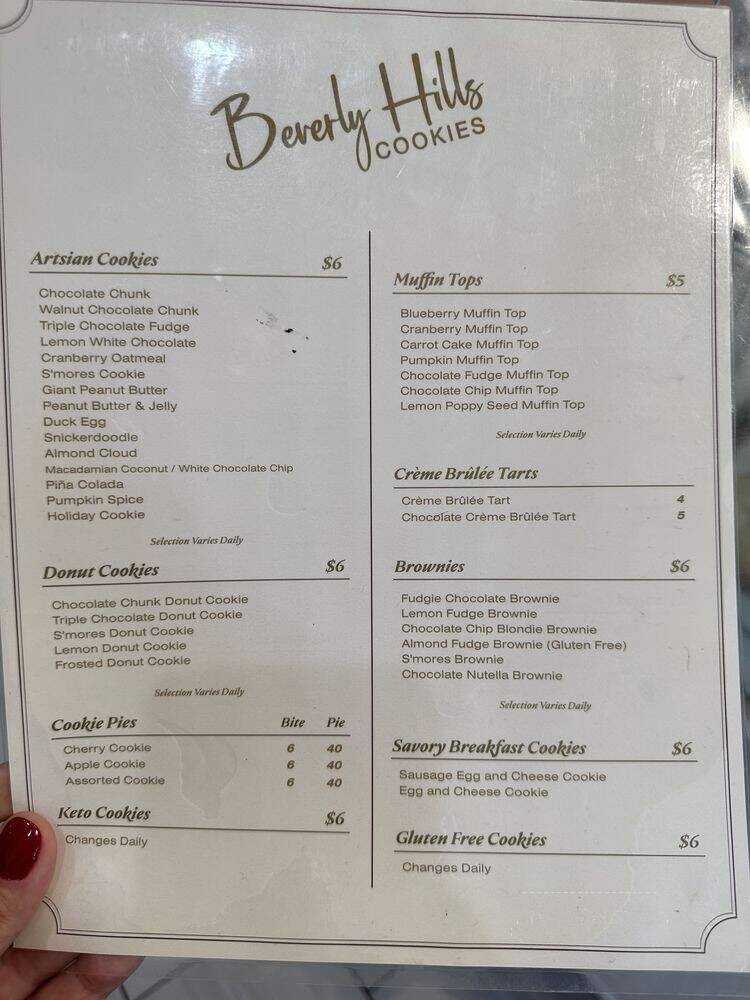 Beverly Hills
COOKIES
Artsian Cookies $6
Chocolate Chunk
Walnut Chocolate Chunk
Triple Chocolate Fudge
Lemon White Chocolate
Cranberry Oatmeal
S'mores Cookie
Giant Peanut Butter
Peanut Butter & Jelly
Duck Egg
Snickerdoodle
Almond Cloud
Macadamian Coconut / White Chocolate Chip
Piña Colada
Pumpkin Spice
Holiday Cookie
Selection Varies Daily
Donut Cookies $6
Chocolate Chunk Donut Cookie
Triple Chocolate Donut Cookie
S'mores Donut Cookie
Lemon Donut Cookie
Frosted Donut Cookie
Selection Varies Daily
Cookie Pies Bite Pie
Cherry Cookie 6 40
Apple Cookie 6 40
Assorted Cookie 6 40
Keto Cookies $6
Changes Daily
Muffin Tops $5
Blueberry Muffin Top
Cranberry Muffin Top
Carrot Cake Muffin Top
Pumpkin Muffin Top
Chocolate Fudge Muffin Top
Chocolate Chip Muffin Top
Lemon Poppy Seed Muffin Top
Selection Varies Daily
Crème Brûlée Tarts
Crème Brûlée Tart 4
Chocolate Crème Brûlée Tart 5
Brownies $6
Fudgie Chocolate Brownie
Lemon Fudge Brownie
Chocolate Chip Blondie Brownie
Almond Fudge Brownie (Gluten Free)
S'mores Brownie
Chocolate Nutella Brownie
Selection Varies Daily
Savory Breakfast Cookies $6
Sausage Egg and Cheese Cookie
Egg and Cheese Cookie
Gluten Free Cookies $6
Changes Daily